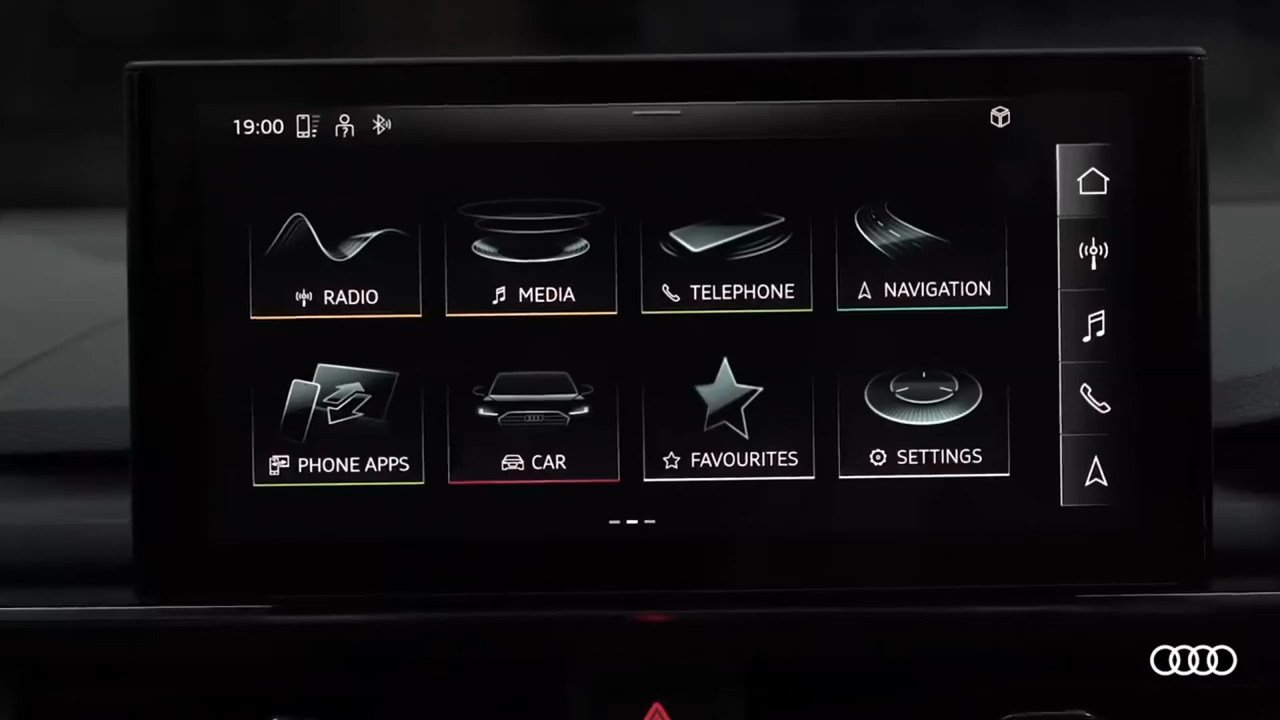 19:00
RADIO
MEDIA
TELEPHONE
NAVIGATION
PHONE APPS
CAR
FAVOURITES
SETTINGS